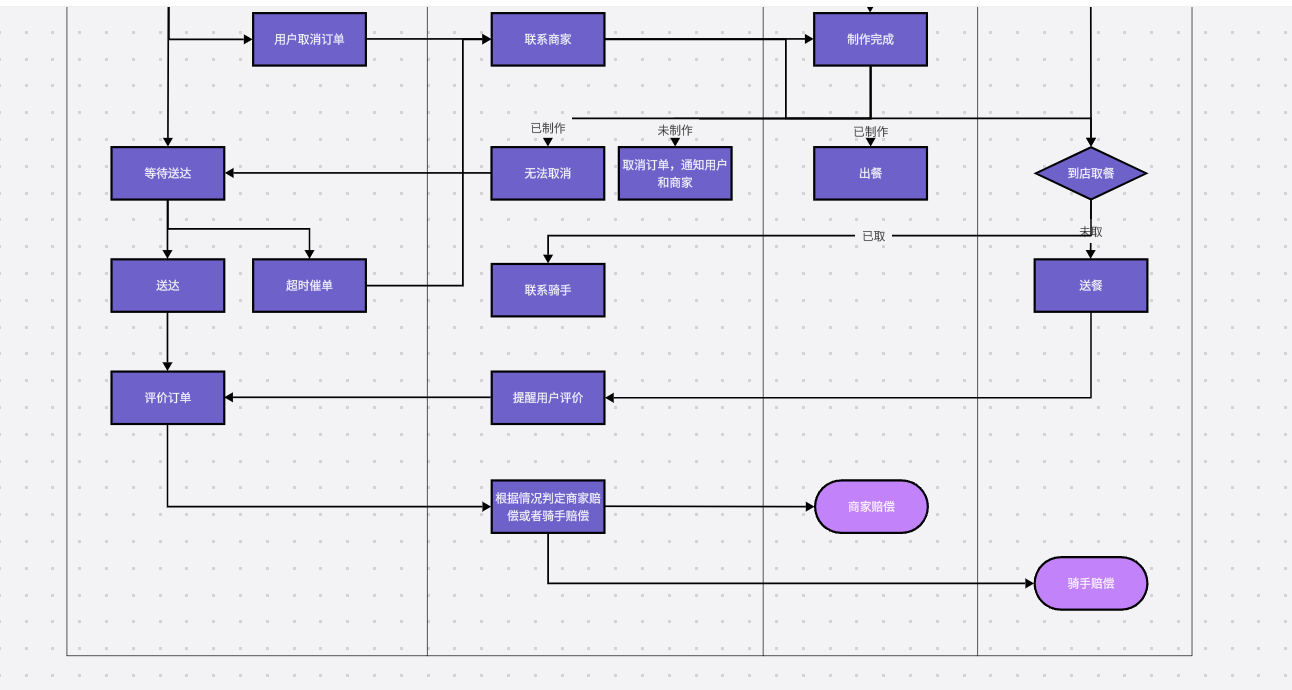 用户取消订单
联系商家
制作完成
已制作
未制作
已制作
等待送达
无法取消
取消订单，通知用户
和商家
出餐
到店取餐
已取
未取
送达
超时催单
联系骑手
送餐
评价订单
提醒用户评价
根据情况判定商家赔
偿或者骑手赔偿
商家赔偿
骑手赔偿